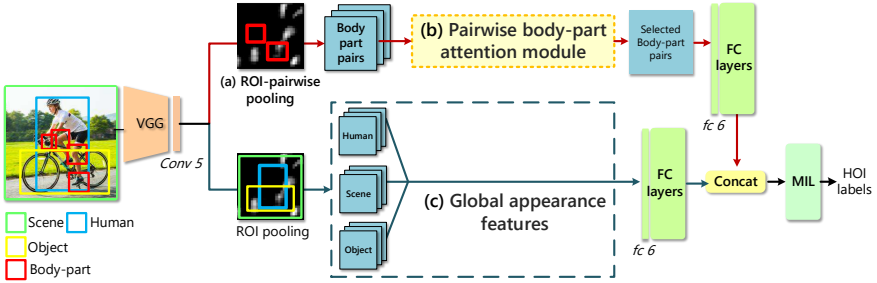 (a) ROI-pairwise
pooling
Body
part
pairs
(b) Pairwise body-part
attention module
Selected
Body-part
pairs
FC
layers
fc 6
VGG
Conv 5
Scene
Human
Object
Body-part
ROI pooling
Human
Scene
Object
(c) Global appearance
features
FC
layers
fc 6
Concat
MIL
HOI
labels